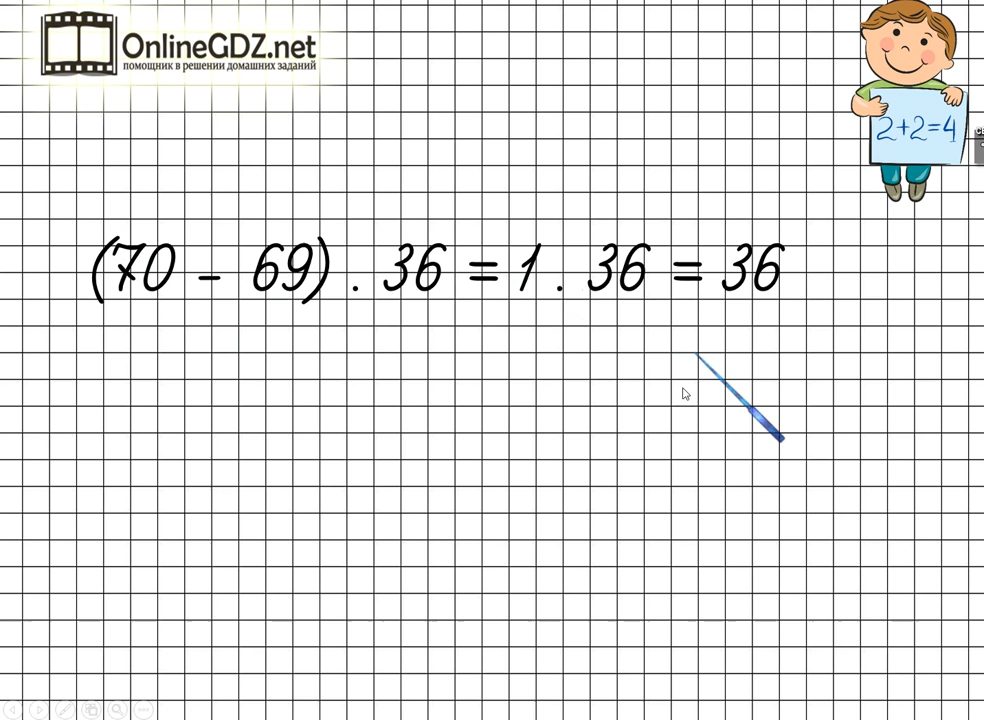 OnlineGDZ.net
помощник в решении домашних заданий
2+2=4
(70 - 69) . 36 = 1 . 36 = 36